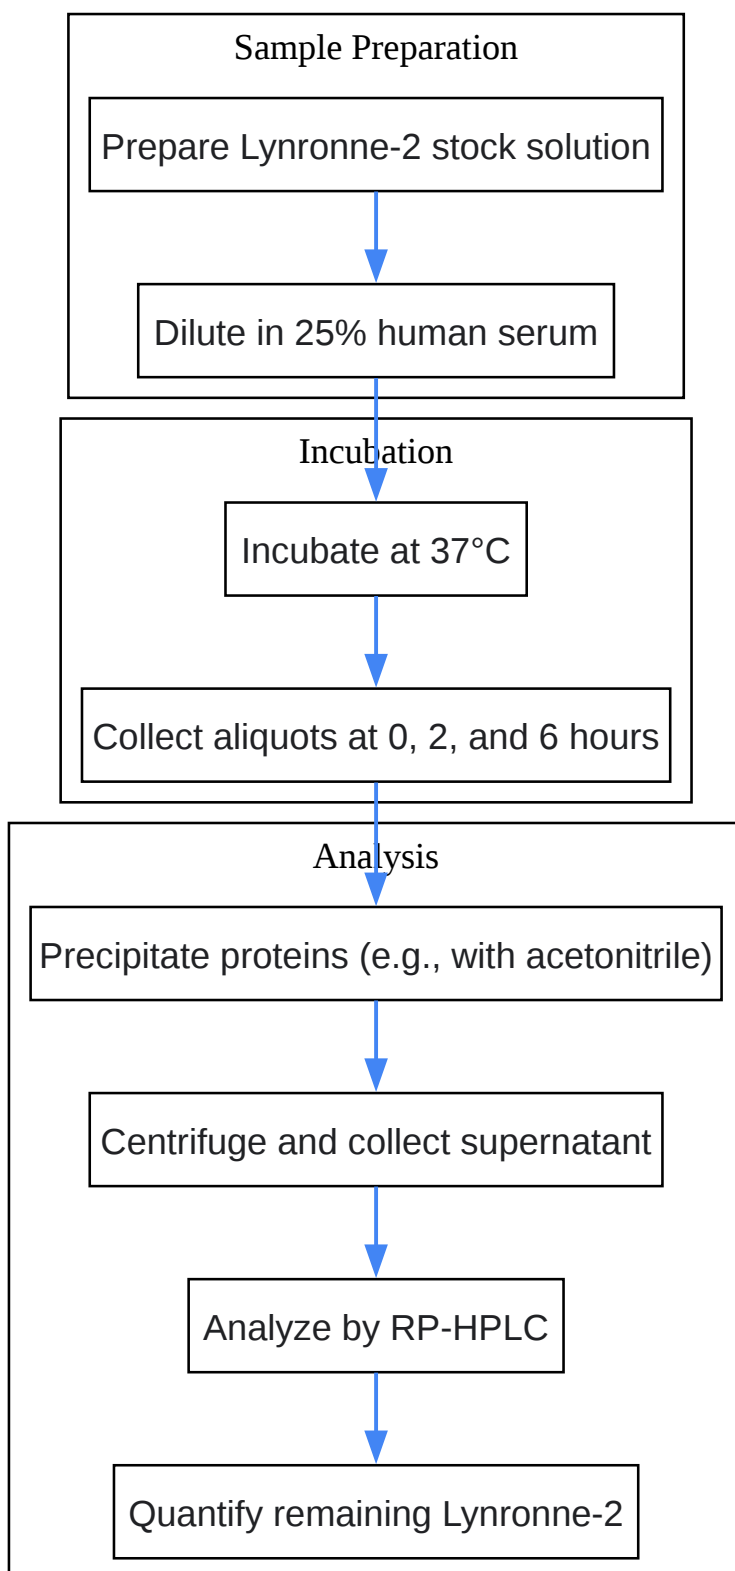 Sample Preparation
Prepare Lynronne-2 stock solution
Dilute in 25% human serum
Incubation
Incubate at 37°C
Collect aliquots at 0, 2, and 6 hours
Analysis
Precipitate proteins (e.g., with acetonitrile)
Centrifuge and collect supernatant
Analyze by RP-HPLC
Quantify remaining Lynronne-2